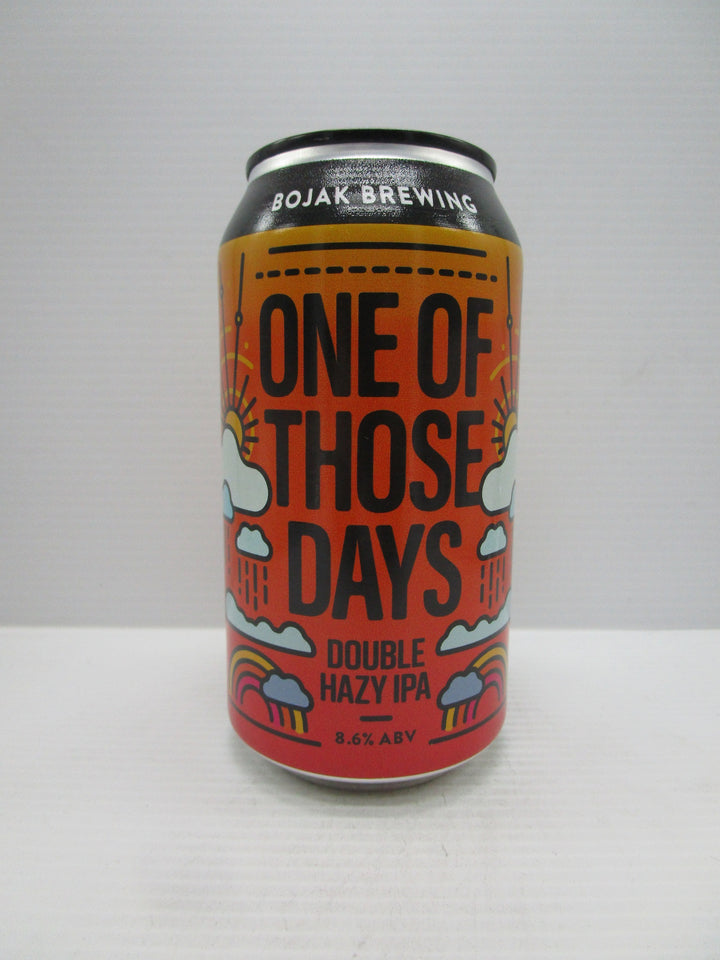 BOJAK BREWING
ONE OF
THOSE
DAYS
DOUBLE
HAZY IPA
8.6% ABV